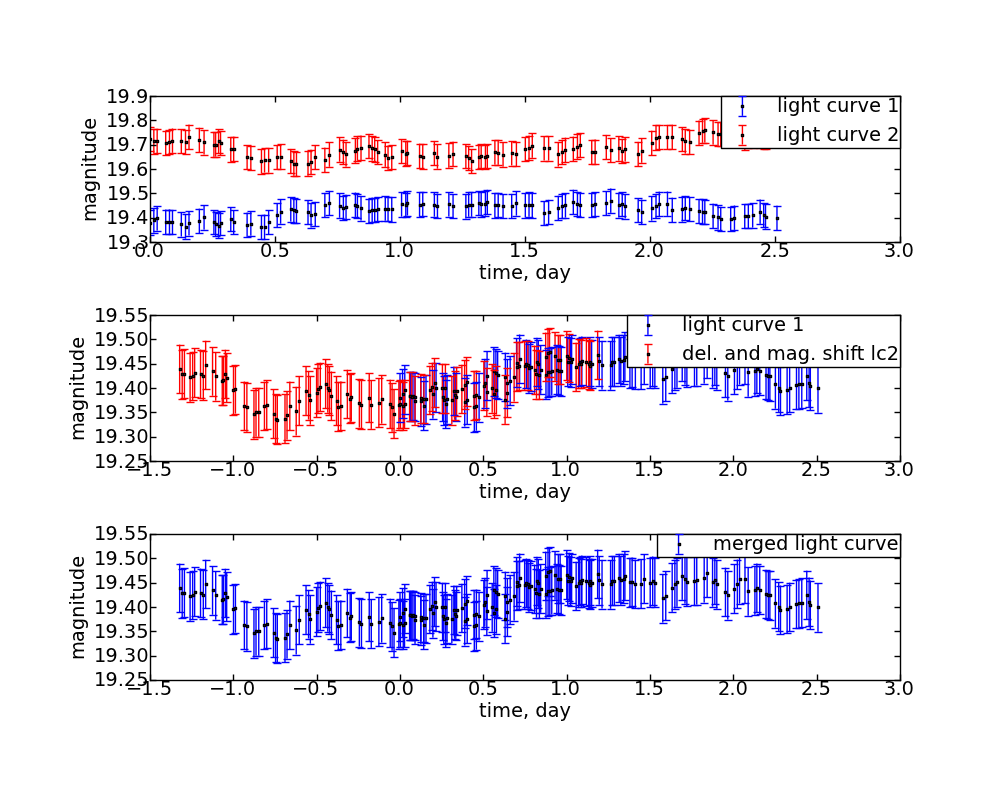 19.9
19.8
19.7
19.6
19.5
19.4
19.3
magnitude
light curve 1
light curve 2
0.0 0.5 1.0 1.5 2.0 2.5 3.0
time, day
19.55
19.50
19.45
19.40
19.35
19.30
19.25
magnitude
light curve 1
del. and mag. shift lc2
−1.5 −1.0 −0.5 0.0 0.5 1.0 1.5 2.0 2.5 3.0
time, day
19.55
19.50
19.45
19.40
19.35
19.30
19.25
magnitude
merged light curve
−1.5 −1.0 −0.5 0.0 0.5 1.0 1.5 2.0 2.5 3.0
time, day